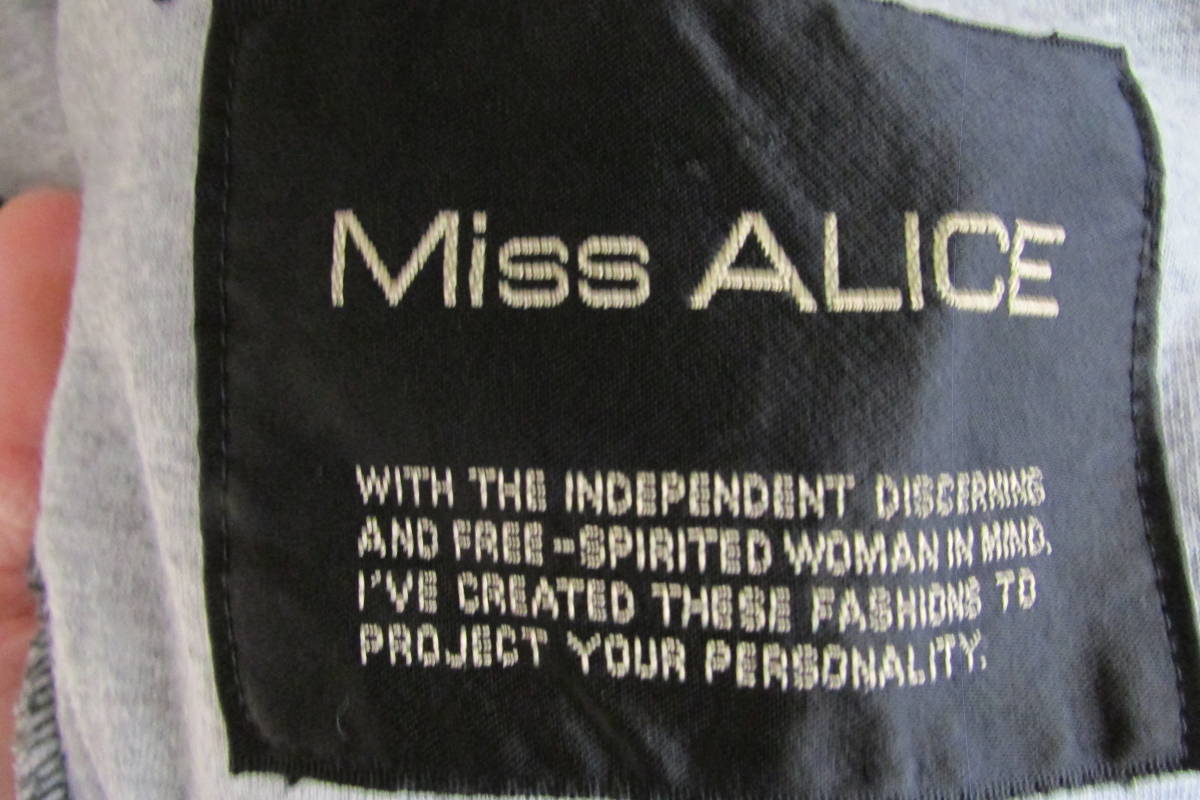 Miss ALICE
WITH THE INDEPENDENT DISCERNING
AND FREE-SPIRITED WOMAN IN MIND,
I'VE CREATED THESE FASHIONS TO
PROJECT YOUR PERSONALITY.